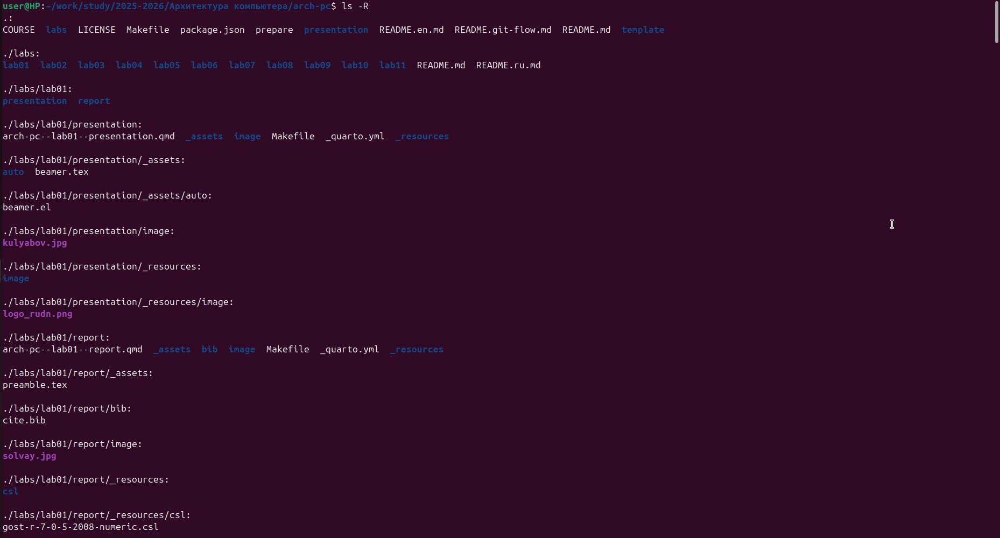 user@HP:~/work/study/2025-2026/Архитектура компьютера/arch-pc$ ls -R
.:
COURSE  labs  LICENSE  Makefile  package.json  prepare  presentation  README.en.md  README.git-flow.md  README.md  template

./labs:
lab01  lab02  lab03  lab04  lab05  lab06  lab07  lab08  lab09  lab10  lab11  README.md  README.ru.md

./labs/lab01:
presentation  report

./labs/lab01/presentation:
arch-pc--lab01--presentation.qmd  _assets  image  Makefile  _quarto.yml  _resources

./labs/lab01/presentation/_assets:
auto  beamer.tex

./labs/lab01/presentation/_assets/auto:
beamer.el

./labs/lab01/presentation/image:
kulyabov.jpg

./labs/lab01/presentation/_resources:
image

./labs/lab01/presentation/_resources/image:
logo_rudn.png

./labs/lab01/report:
arch-pc--lab01--report.qmd  _assets  bib  image  Makefile  _quarto.yml  _resources

./labs/lab01/report/_assets:
preamble.tex

./labs/lab01/report/bib:
cite.bib

./labs/lab01/report/image:
solvay.jpg

./labs/lab01/report/_resources:
csl

./labs/lab01/report/_resources/csl:
gost-r-7-0-5-2008-numeric.csl